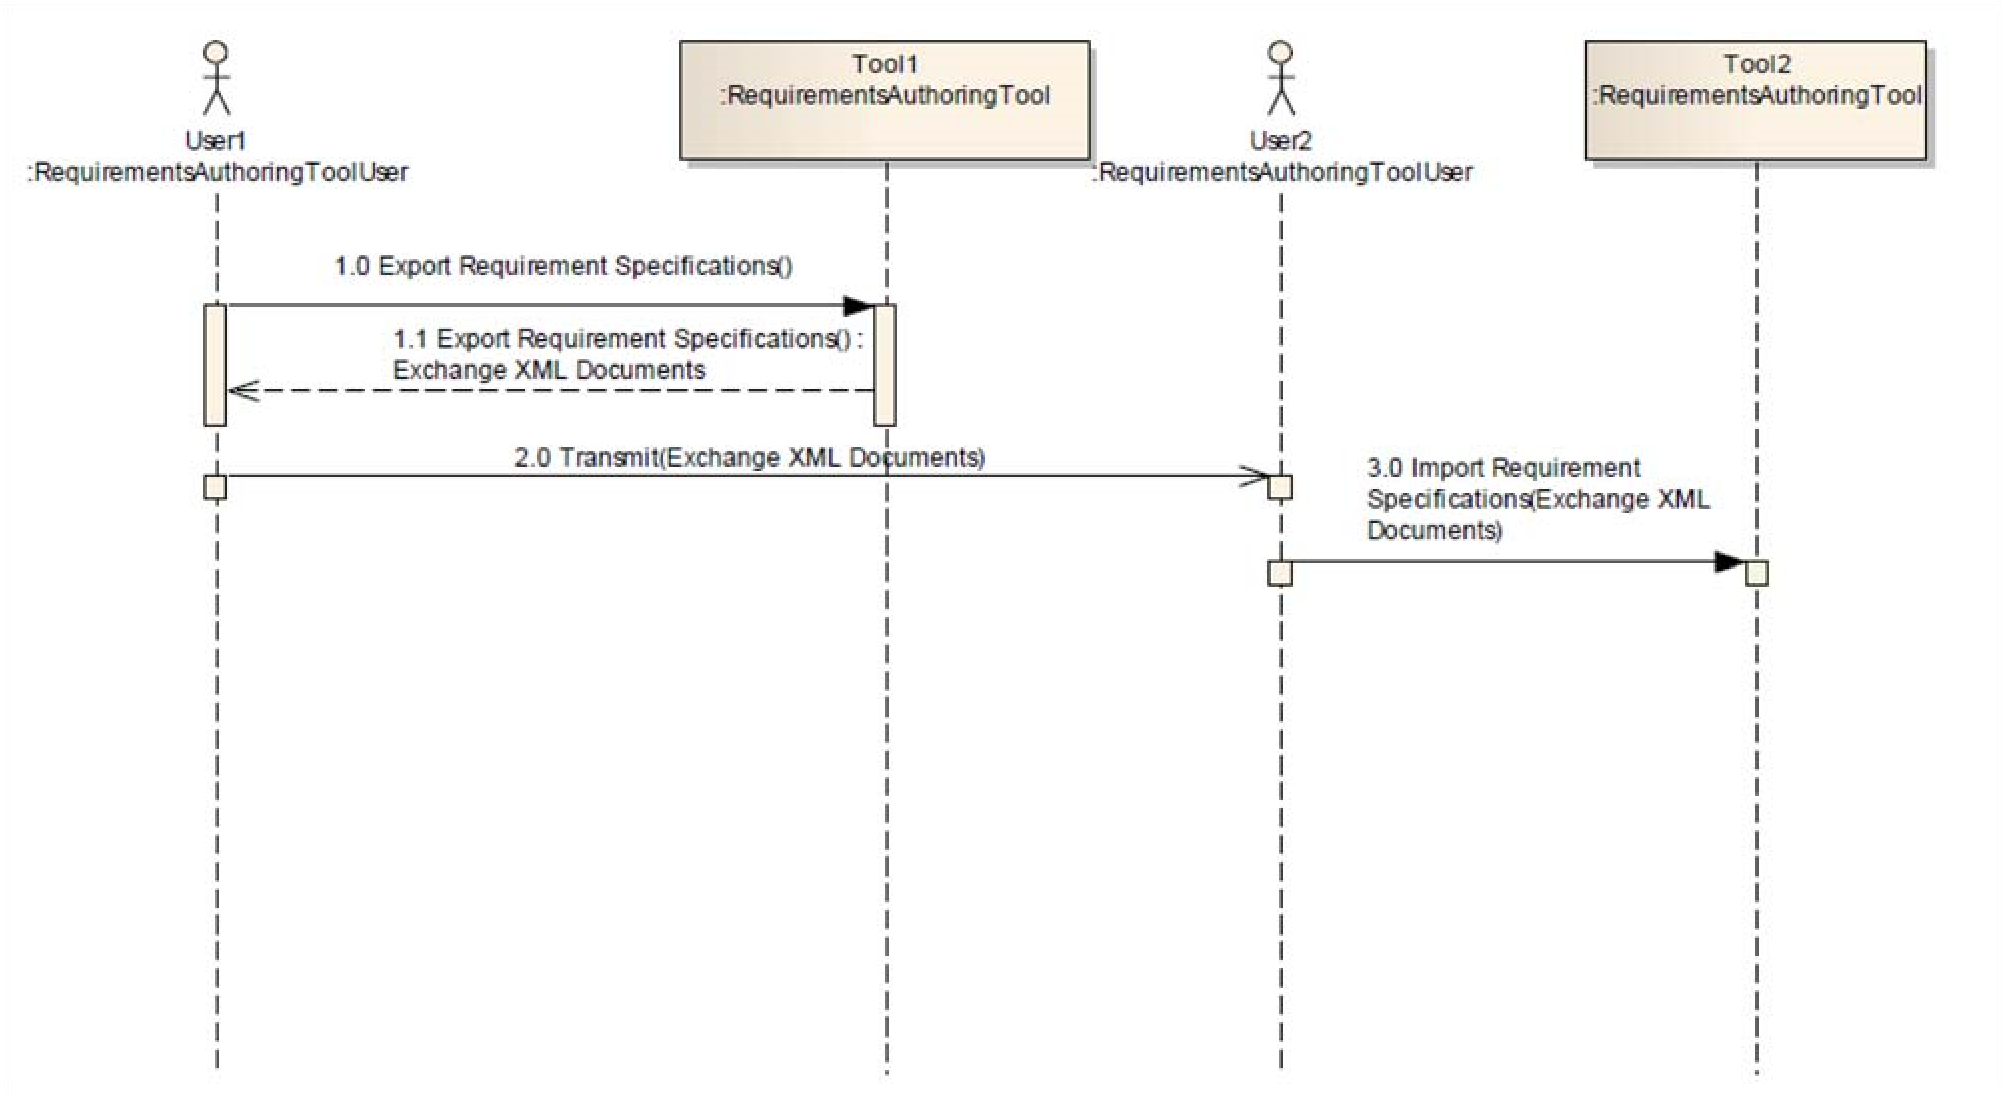 User1
:RequirementsAuthoringToolUser
Tool1
:RequirementsAuthoringTool
User2
:RequirementsAuthoringToolUser
Tool2
:RequirementsAuthoringTool
1.0 Export Requirement Specifications()
1.1 Export Requirement Specifications() :
Exchange XML Documents
2.0 Transmit(Exchange XML Documents)
3.0 Import Requirement
Specifications(Exchange XML
Documents)